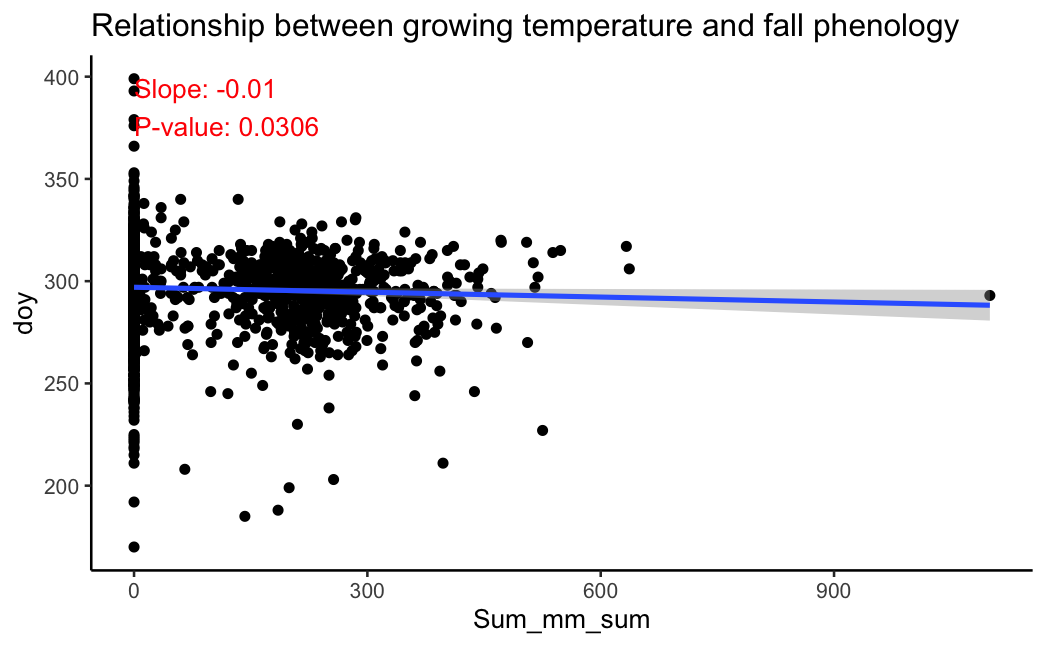 Relationship between growing temperature and fall phenology
400
Slope: -0.01
P-value: 0.0306
350
300
250
200
doy
0
300
600
900
Sum_mm_sum